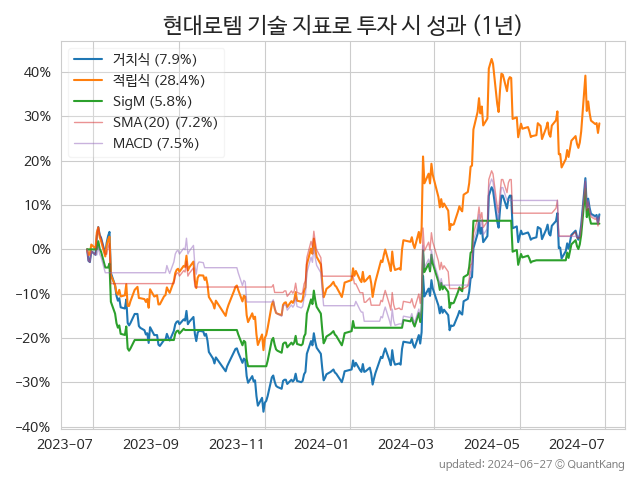 현대로템 기술 지표로 투자 시 성과 (1년)
거치식 (7.9%)
적립식 (28.4%)
SigM (5.8%)
SMA(20) (7.2%)
MACD (7.5%)
40%
30%
20%
10%
0%
−10%
−20%
−30%
−40%
2023-07 2023-09 2023-11 2024-01 2024-03 2024-05 2024-07
updated: 2024-06-27 © QuantKang